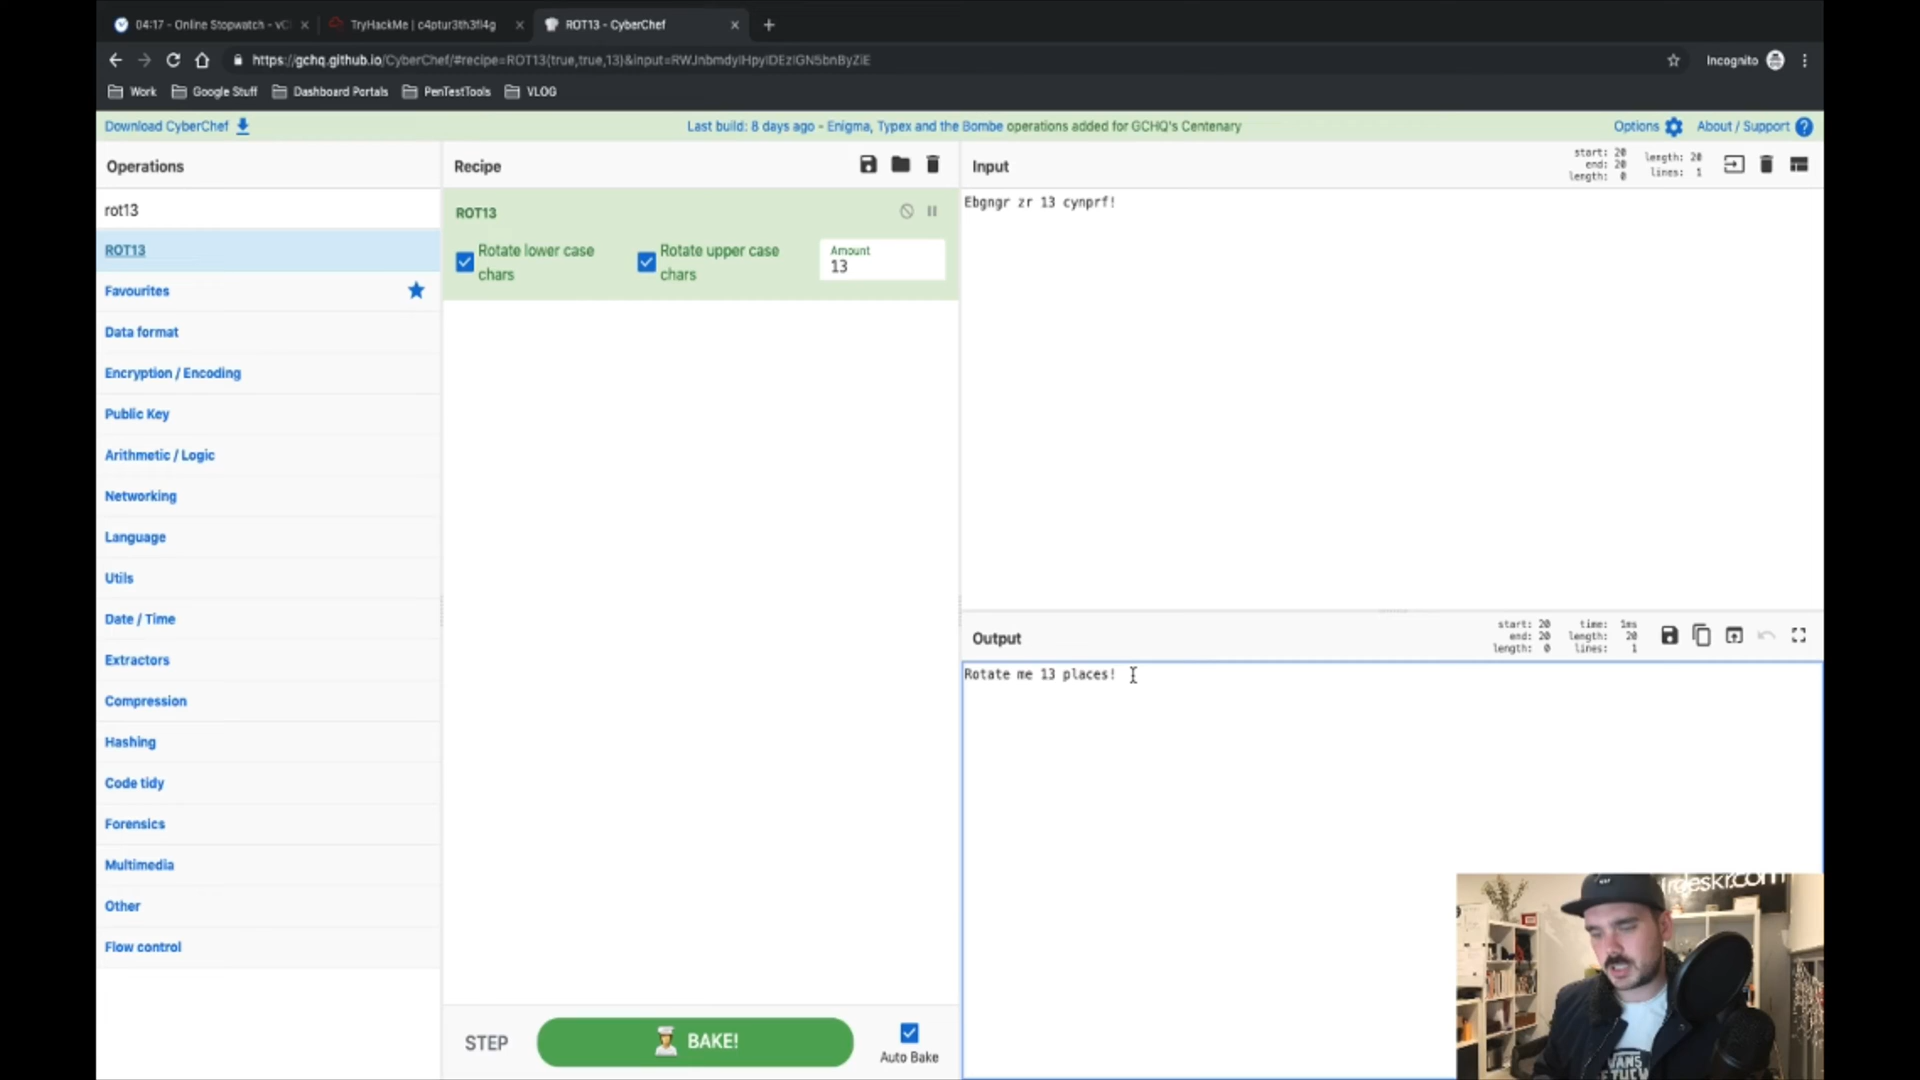 04:17 - Online Stopwatch - vC
TryHackMe | c4ptur3th3fl4g
ROT13 - CyberChef
https://gchq.github.io/CyberChef/#recipe=ROT13(true,true,13)&input=RWJnbmdyIHpyIDEzIGN5bnByZiE
Incognito
Work
Google Stuff
Dashboard Portals
PenTestTools
VLOG
Download CyberChef
Last build: 8 days ago - Enigma, Typex and the Bombe operations added for GCHQ's Centenary
Options
About / Support
Operations
rot13
ROT13
Favourites
Data format
Encryption / Encoding
Public Key
Arithmetic / Logic
Networking
Language
Utils
Date / Time
Extractors
Compression
Hashing
Code tidy
Forensics
Multimedia
Other
Flow control
Recipe
ROT13
Rotate lower case chars
Rotate upper case chars
Amount
13
STEP
BAKE!
Auto Bake
Input
start: 20
end: 20
length: 0
length: 20
lines: 1
Ebgngr zr 13 cynprf!
Output
start: 20
end: 20
length: 0
time: 1ms
length: 20
lines: 1
Rotate me 13 places!
VANS